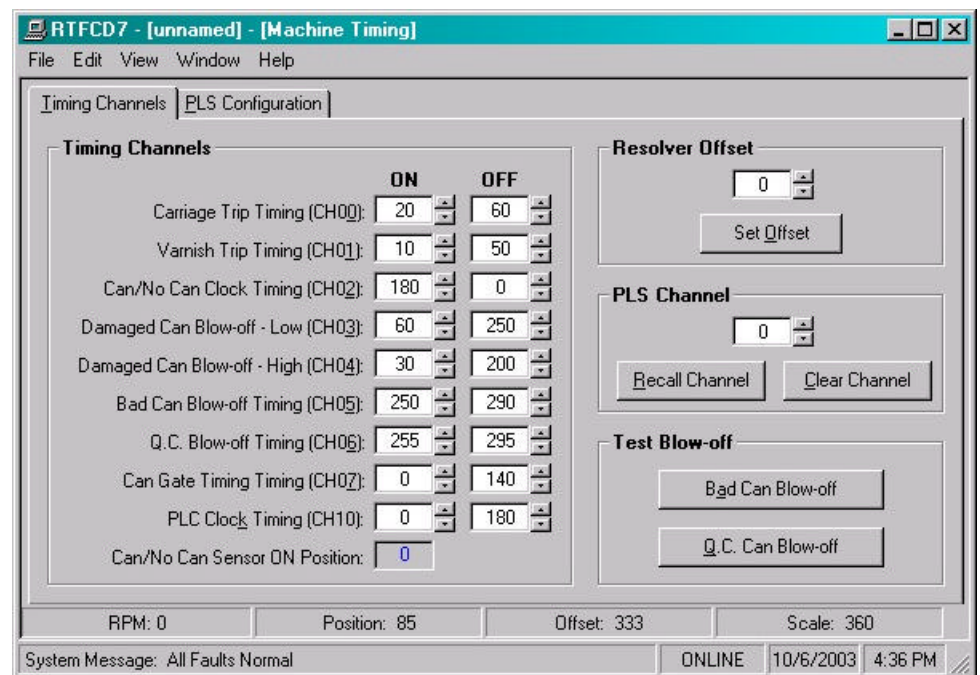 RTFCD7 - [unnamed] - [Machine Timing]
File Edit View Window Help
Timing Channels PLS Configuration
Timing Channels
ON OFF
Carriage Trip Timing (CH00): 20 60
Varnish Trip Timing (CH01): 10 50
Can/No Can Clock Timing (CH02): 180 0
Damaged Can Blow-off - Low (CH03): 60 250
Damaged Can Blow-off - High (CH04): 30 200
Bad Can Blow-off Timing (CH05): 250 290
Q.C. Blow-off Timing (CH06): 255 295
Can Gate Timing Timing (CH07): 0 140
PLC Clock Timing (CH10): 0 180
Can/No Can Sensor ON Position: 0
Resolver Offset
0
Set Offset
PLS Channel
0
Recall Channel Clear Channel
Test Blow-off
Bad Can Blow-off
Q.C. Can Blow-off
RPM: 0 Position: 85 Offset: 333 Scale: 360
System Message: All Faults Normal ONLINE 10/6/2003 4:36 PM